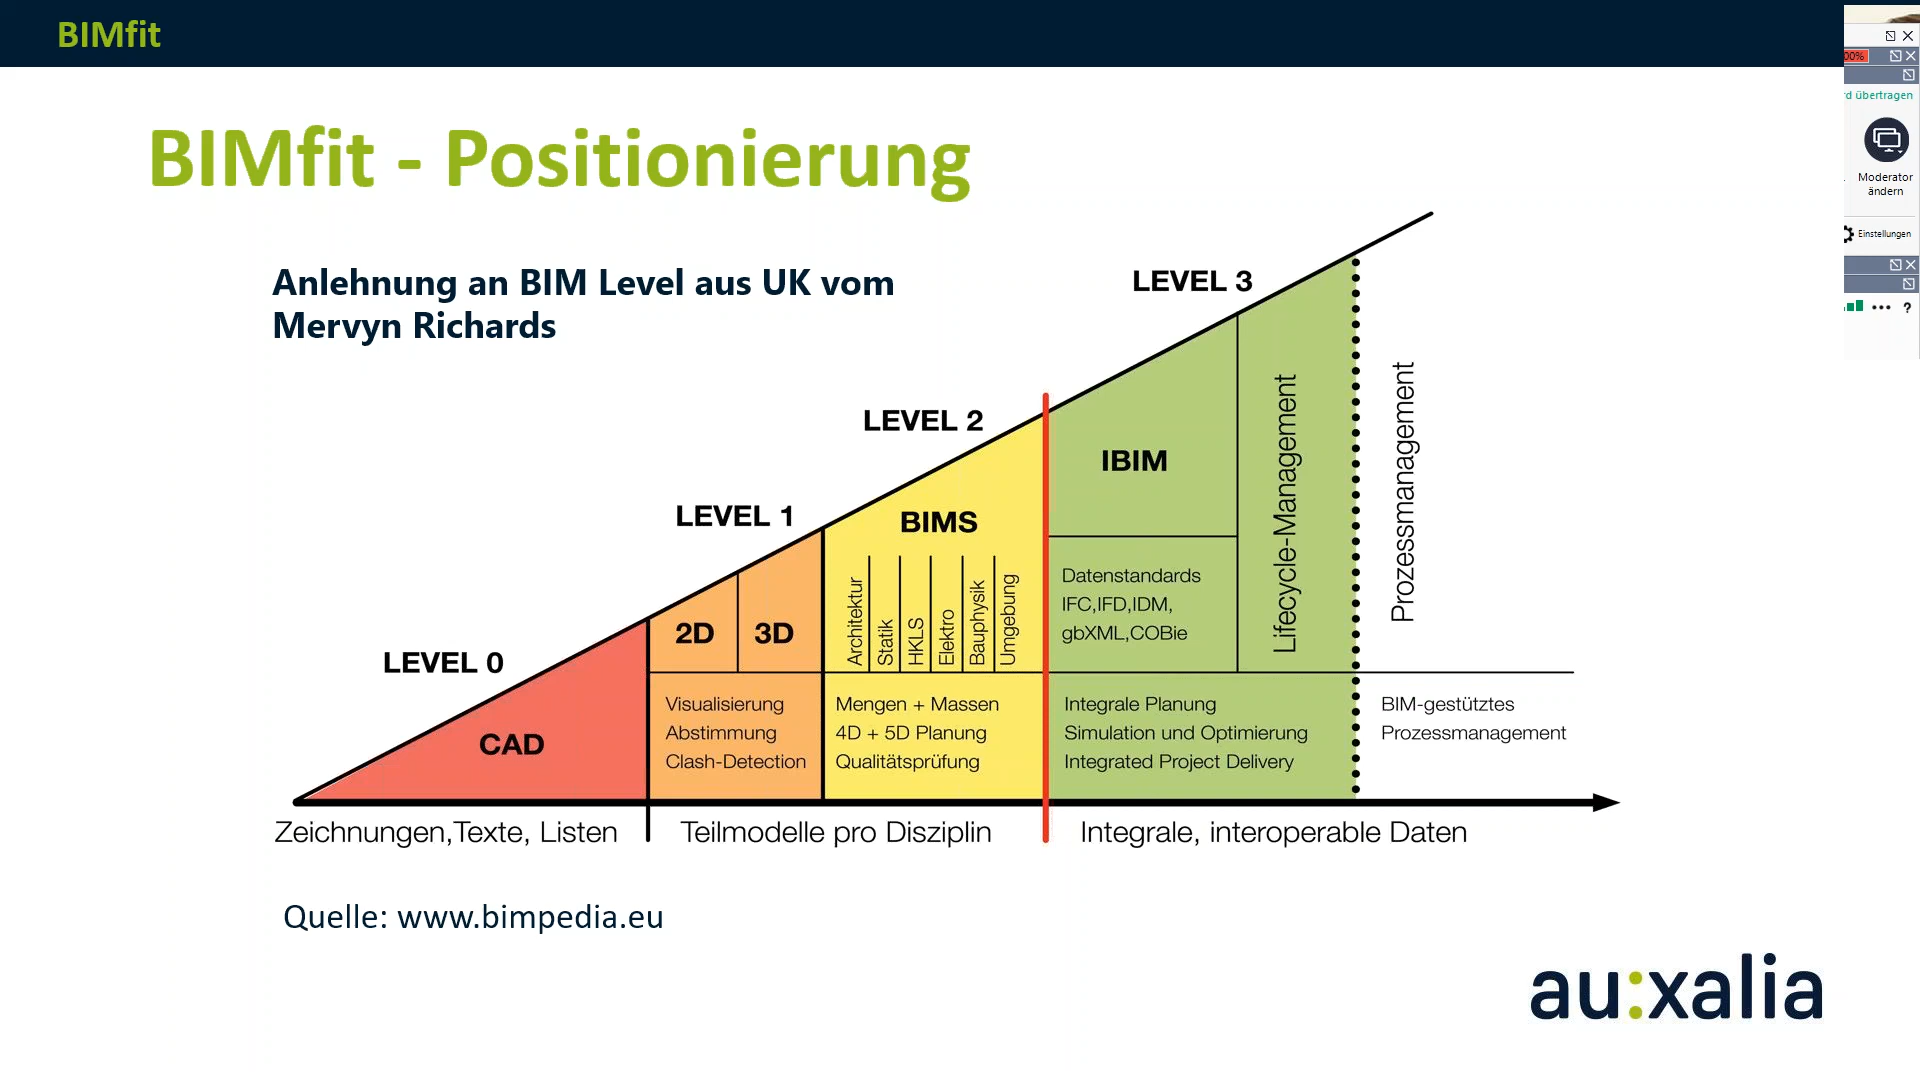 BIMfit
BIMfit - Positionierung
Anlehnung an BIM Level aus UK vom
Mervyn Richards
LEVEL 0
CAD
LEVEL 1
2D
3D
Visualisierung
Abstimmung
Clash-Detection
LEVEL 2
BIMS
Architektur
Statik
HKLS
Elektro
Bauphysik
Umgebung
Mengen + Massen
4D + 5D Planung
Qualitätsprüfung
LEVEL 3
IBIM
Datenstandards
IFC,IFD,IDM,
gbXML,COBie
Lifecycle-Management
Integrale Planung
Simulation und Optimierung
Integrated Project Delivery
Prozessmanagement
BIM-gestütztes
Prozessmanagement
Zeichnungen,Texte, Listen
Teilmodelle pro Disziplin
Integrale, interoperable Daten
Quelle: www.bimpedia.eu
au:xalia
übertragen
Moderator
ändern
Einstellungen
?